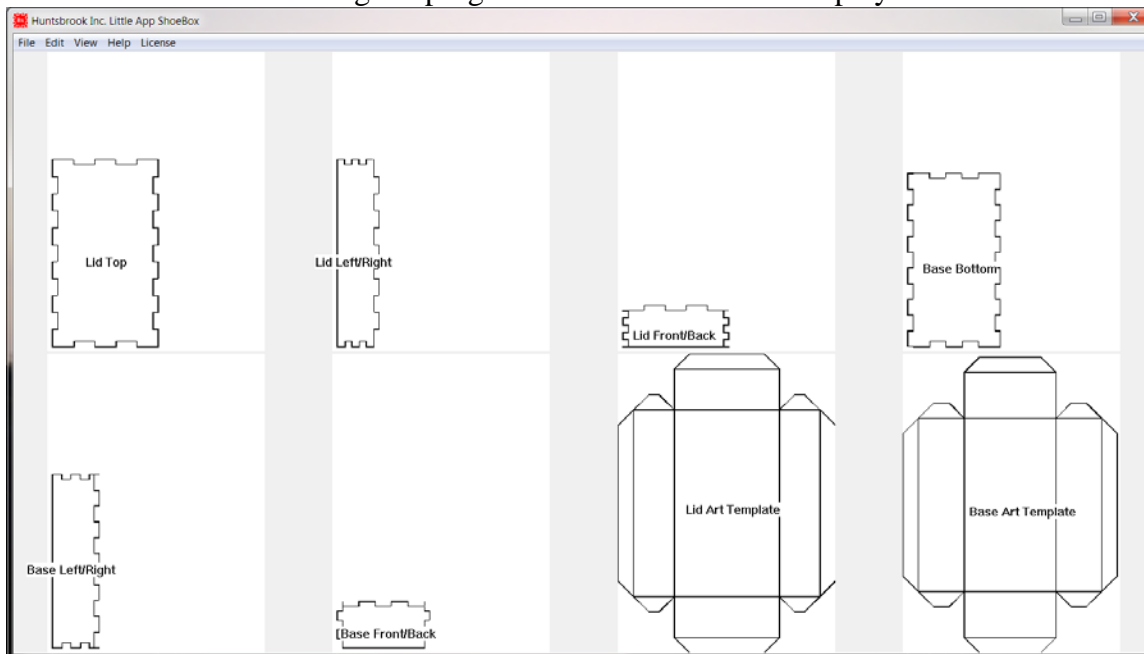 Huntsbrook Inc. Little App ShoeBox
File Edit View Help License
Lid Top
Lid Left/Right
Lid Front/Back
Base Bottom
Base Left/Right
[Base Front/Back
Lid Art Template
Base Art Template